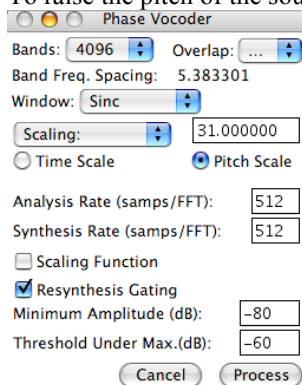 To raise the pitch of the sou
Phase Vocoder
Bands: 4096 Overlap: ...
Band Freq. Spacing: 5.383301
Window: Sinc
Scaling: 31.000000
Time Scale Pitch Scale
Analysis Rate (samps/FFT): 512
Synthesis Rate (samps/FFT): 512
Scaling Function
Resynthesis Gating
Minimum Amplitude (dB): -80
Threshold Under Max.(dB): -60
Cancel Process